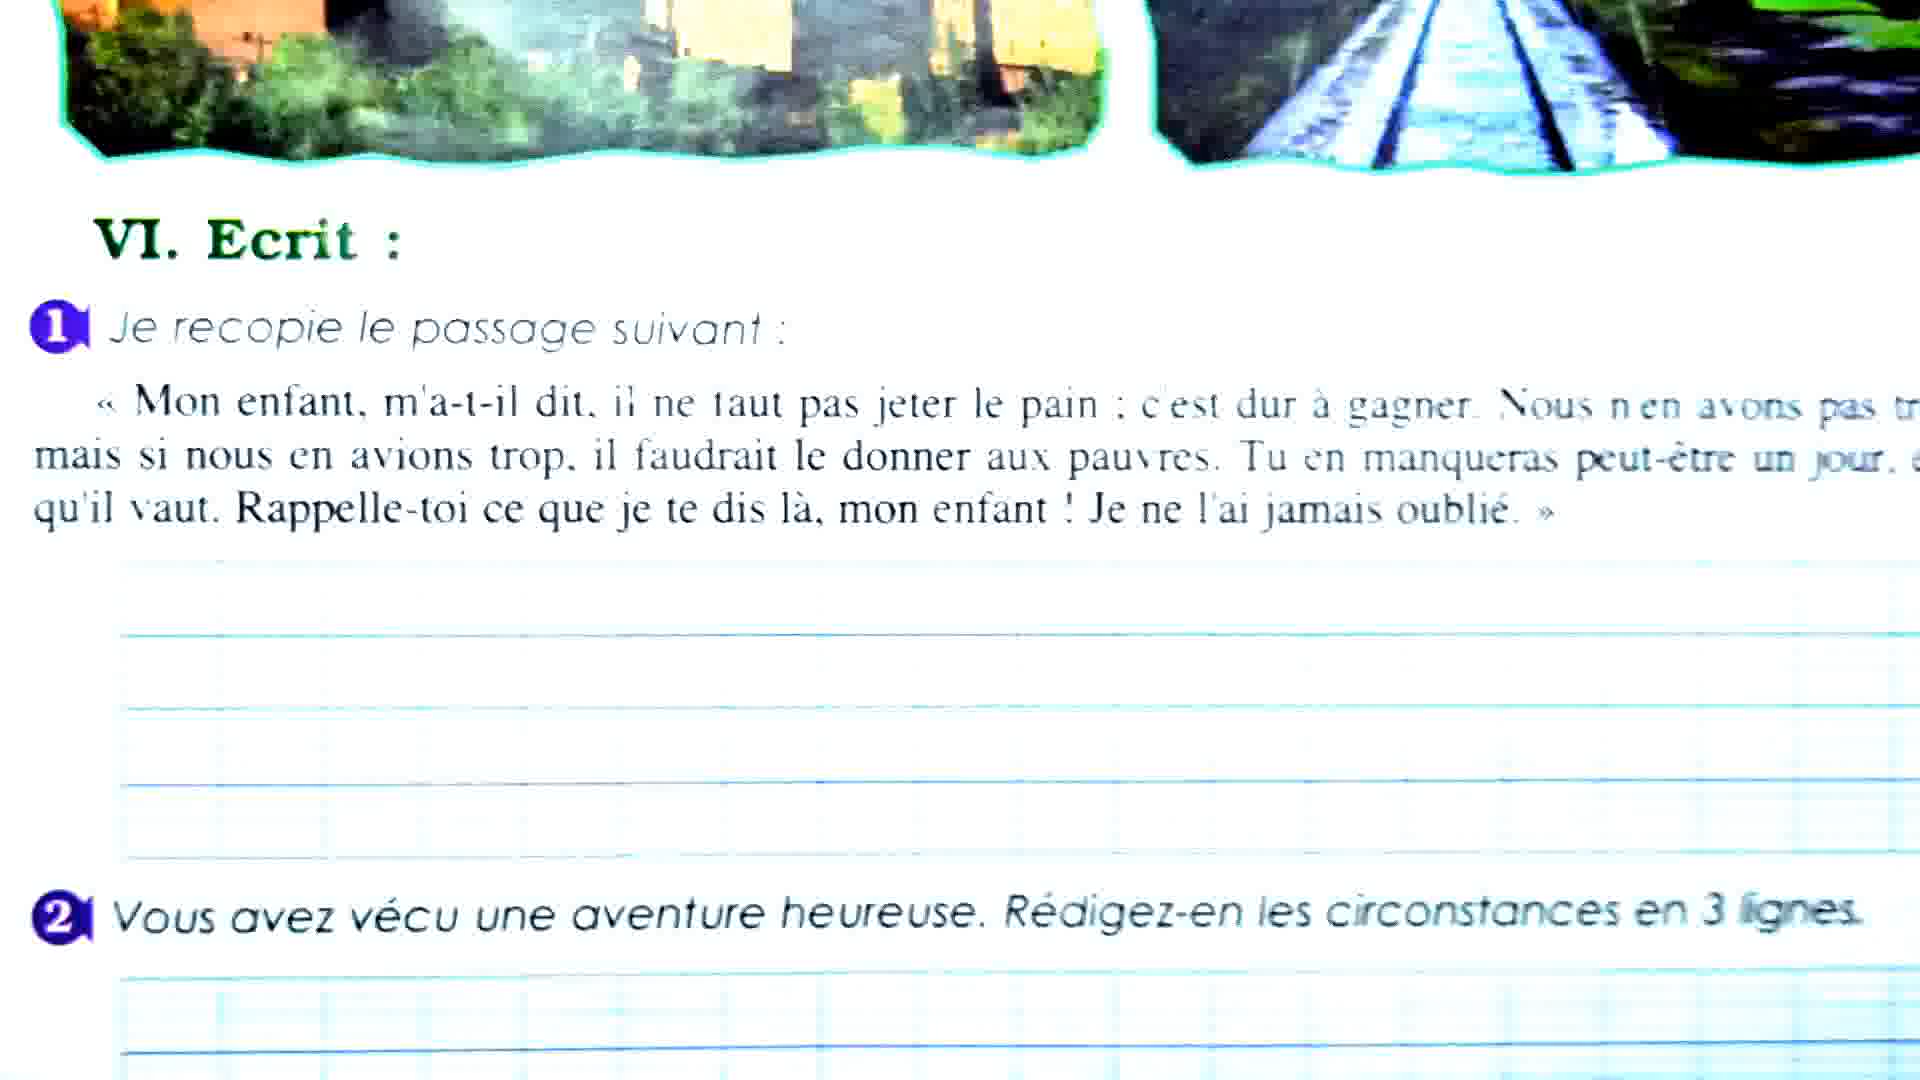 VI. Ecrit :
1 Je recopie le passage suivant :
« Mon enfant, m'a-t-il dit, il ne faut pas jeter le pain : c'est dur à gagner. Nous n'en avons pas
mais si nous en avions trop, il faudrait le donner aux pauvres. Tu en manqueras peut-être un jour,
qu'il vaut. Rappelle-toi ce que je te dis là, mon enfant ! Je ne l'ai jamais oublié. »
2 Vous avez vécu une aventure heureuse. Rédigez-en les circonstances en 3 lignes.